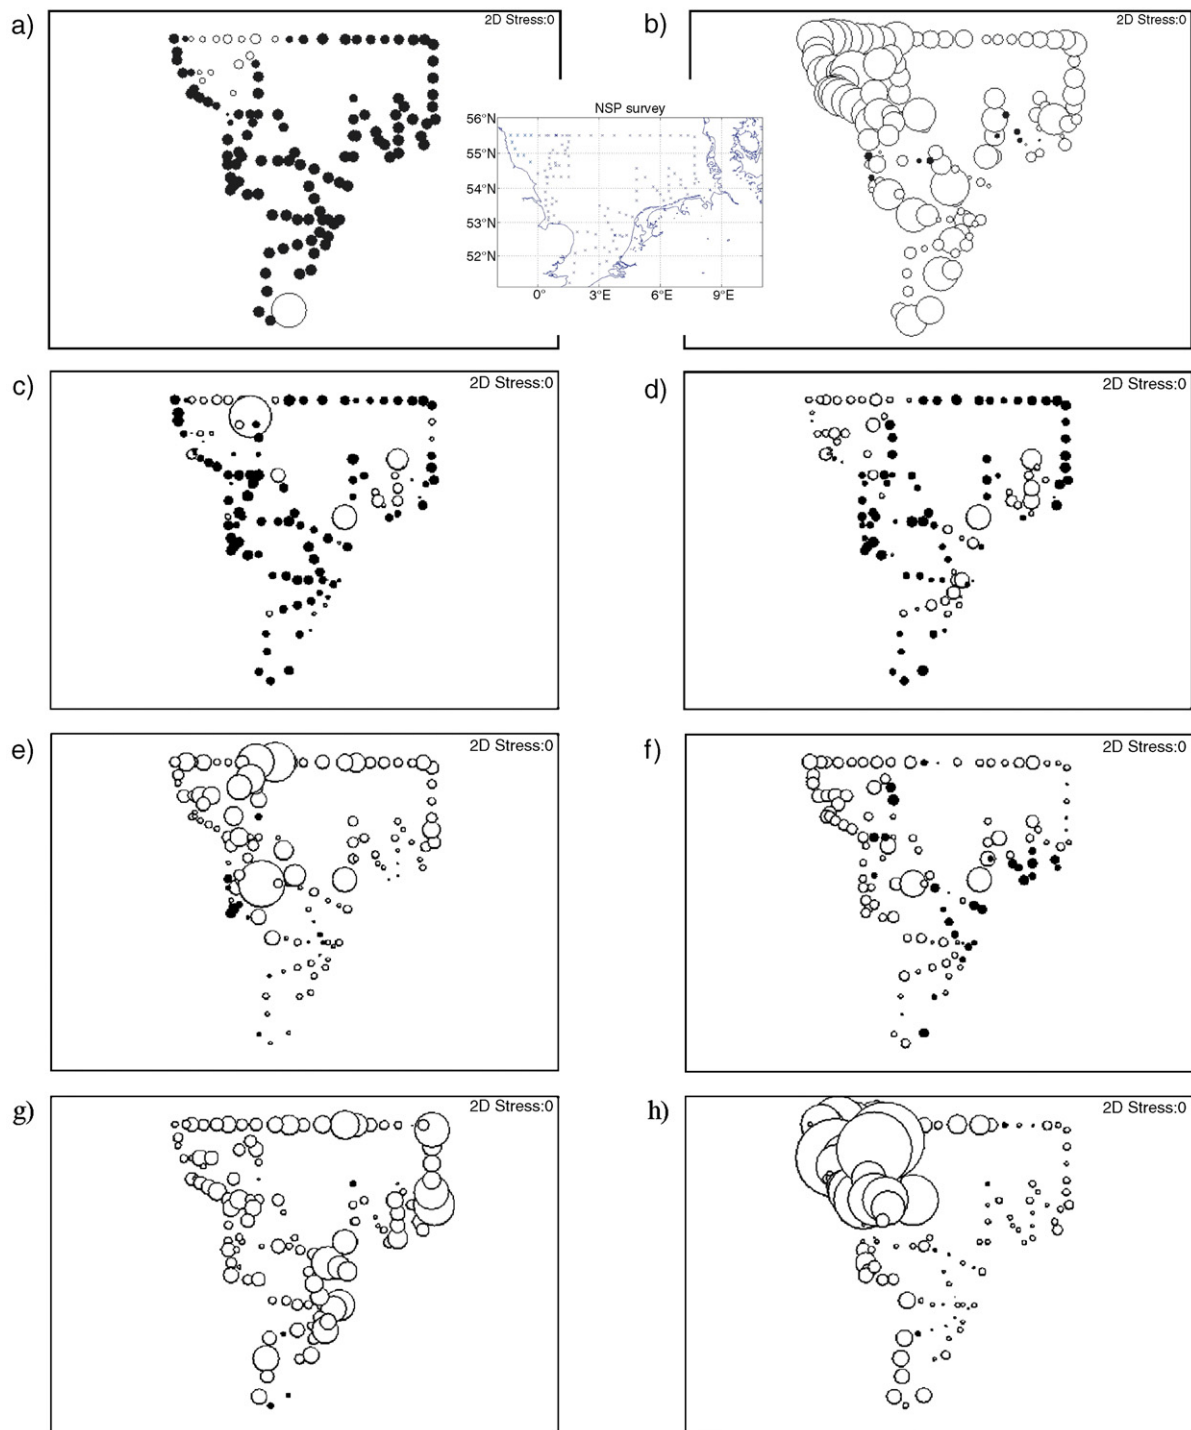 a)
2D Stress:0
b)
2D Stress:0
NSP survey
56°N
55°N
54°N
53°N
52°N
0°
3°E
6°E
9°E
c)
2D Stress:0
d)
2D Stress:0
e)
2D Stress:0
f)
2D Stress:0
g)
2D Stress:0
h)
2D Stress:0